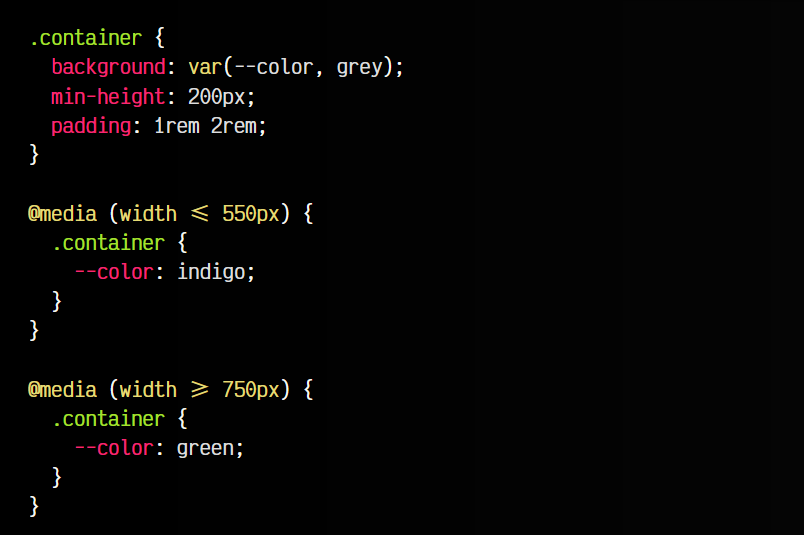 .container {
  background: var(--color, grey);
  min-height: 200px;
  padding: 1rem 2rem;
}

@media (width ≤ 550px) {
  .container {
    --color: indigo;
  }
}

@media (width ≥ 750px) {
  .container {
    --color: green;
  }
}